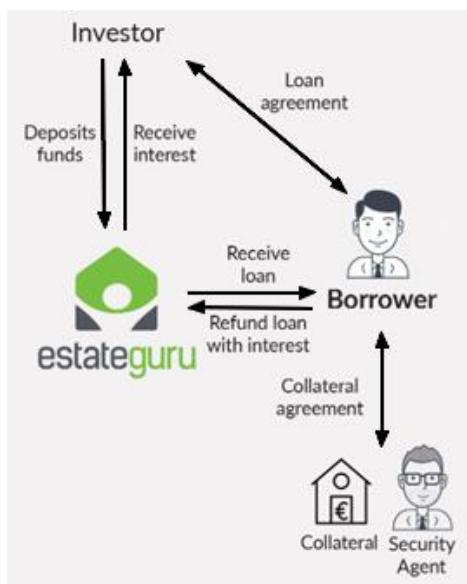 Investor
Loan
agreement
Deposits
funds
Receive
interest
Receive
loan
Borrower
Refund loan
with interest
estateguru
Collateral
agreement
€
Collateral
Security
Agent